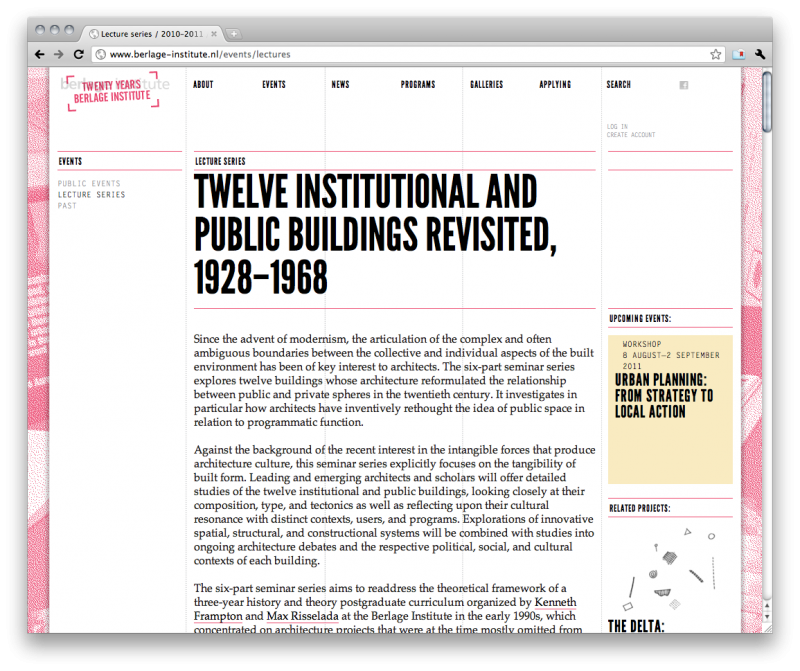 Lecture series / 2010-2011
www.berlage-institute.nl/events/lectures
berlage institute
TWENTY YEARS
BERLAGE INSTITUTE
ABOUT
EVENTS
NEWS
PROGRAMS
GALLERIES
APPLYING
SEARCH
LOG IN
CREATE ACCOUNT
EVENTS
PUBLIC EVENTS
LECTURE SERIES
PAST
LECTURE SERIES
TWELVE INSTITUTIONAL AND
PUBLIC BUILDINGS REVISITED,
1928–1968
Since the advent of modernism, the articulation of the complex and often
ambiguous boundaries between the collective and individual aspects of the built
environment has been of key interest to architects. The six-part seminar series
explores twelve buildings whose architecture reformulated the relationship
between public and private spheres in the twentieth century. It investigates in
particular how architects have inventively rethought the idea of public space in
relation to programmatic function.
Against the background of the recent interest in the intangible forces that produce
architecture culture, this seminar series explicitly focuses on the tangibility of
built form. Leading and emerging architects and scholars will offer detailed
studies of the twelve institutional and public buildings, looking closely at their
composition, type, and tectonics as well as reflecting upon their cultural
resonance with distinct contexts, users, and programs. Explorations of innovative
spatial, structural, and constructional systems will be combined with studies into
ongoing architecture debates and the respective political, social, and cultural
contexts of each building.
The six-part seminar series aims to readdress the theoretical framework of a
three-year history and theory postgraduate curriculum organized by Kenneth
Frampton and Max Risselada at the Berlage Institute in the early 1990s, which
concentrated on architecture projects that were at the time mostly omitted from
UPCOMING EVENTS:
WORKSHOP
8 AUGUST–2 SEPTEMBER
2011
URBAN PLANNING:
FROM STRATEGY TO
LOCAL ACTION
RELATED PROJECTS:
THE DELTA: